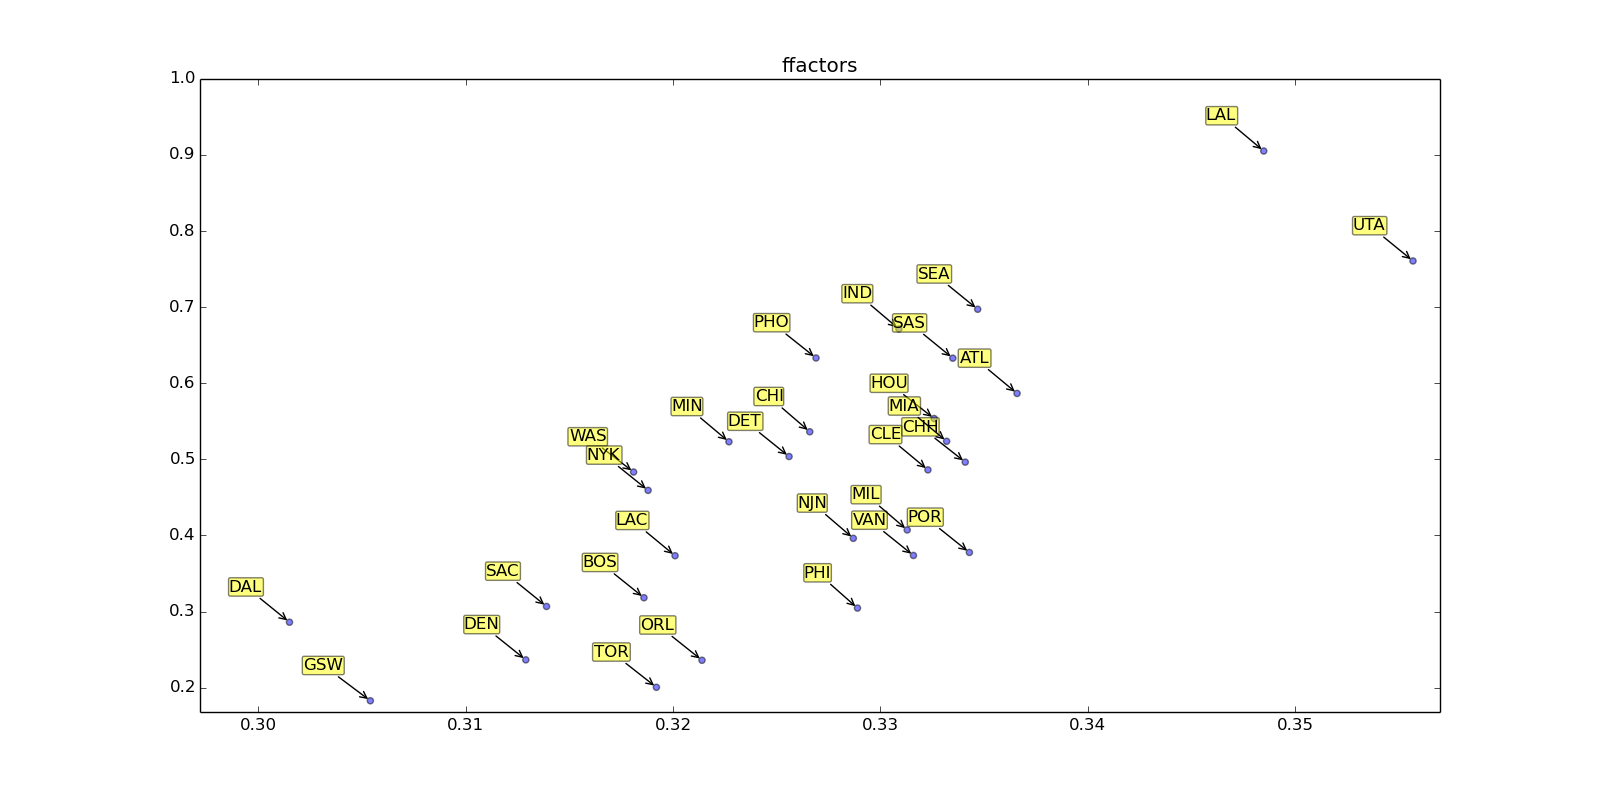 ffactors
1.0
LAL
0.9
UTA
0.8
SEA
IND
0.7
PHO
SAS
ATL
0.6
HOU
CHI
MIN
MIA
DET
CHH
WAS
CLE
NYK
0.5
MIL
NJN
LAC
VAN
POR
0.4
BOS
SAC
PHI
DAL
0.3
DEN
ORL
TOR
GSW
0.2
0.30 0.31 0.32 0.33 0.34 0.35